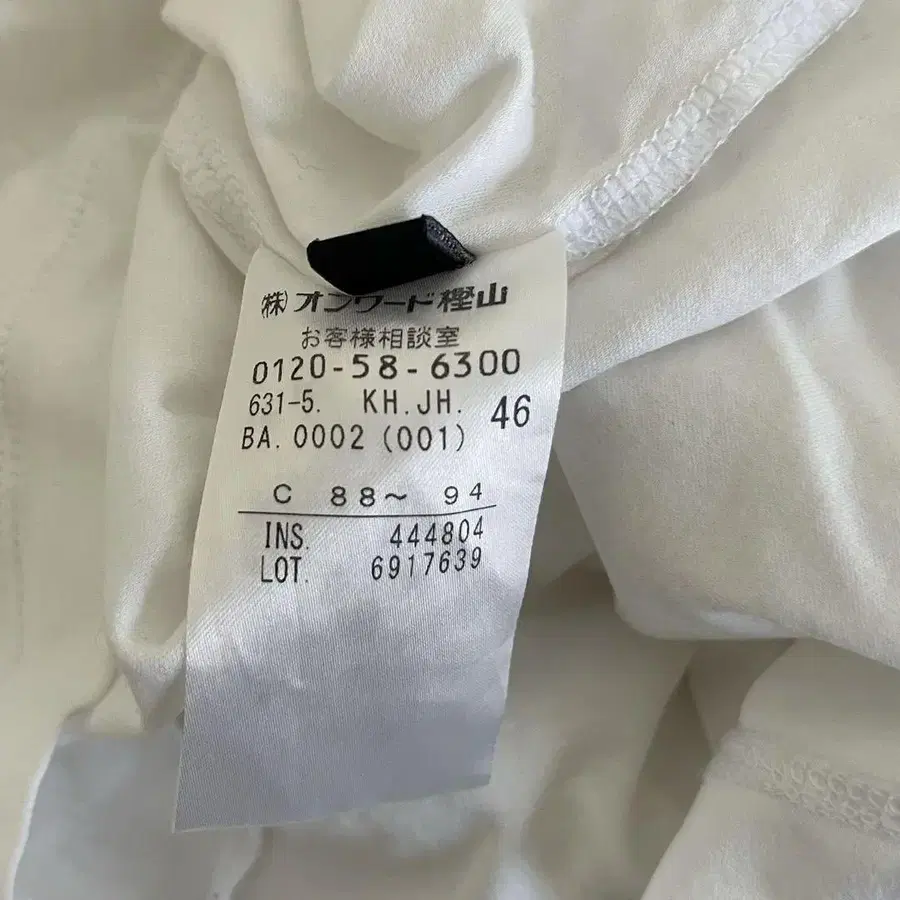 (株)オンワード樫山
お客様相談室
0120-58-6300
631-5. KH.JH. 46
BA.0002(001)
C 88～ 94
INS. 444804
LOT. 6917639